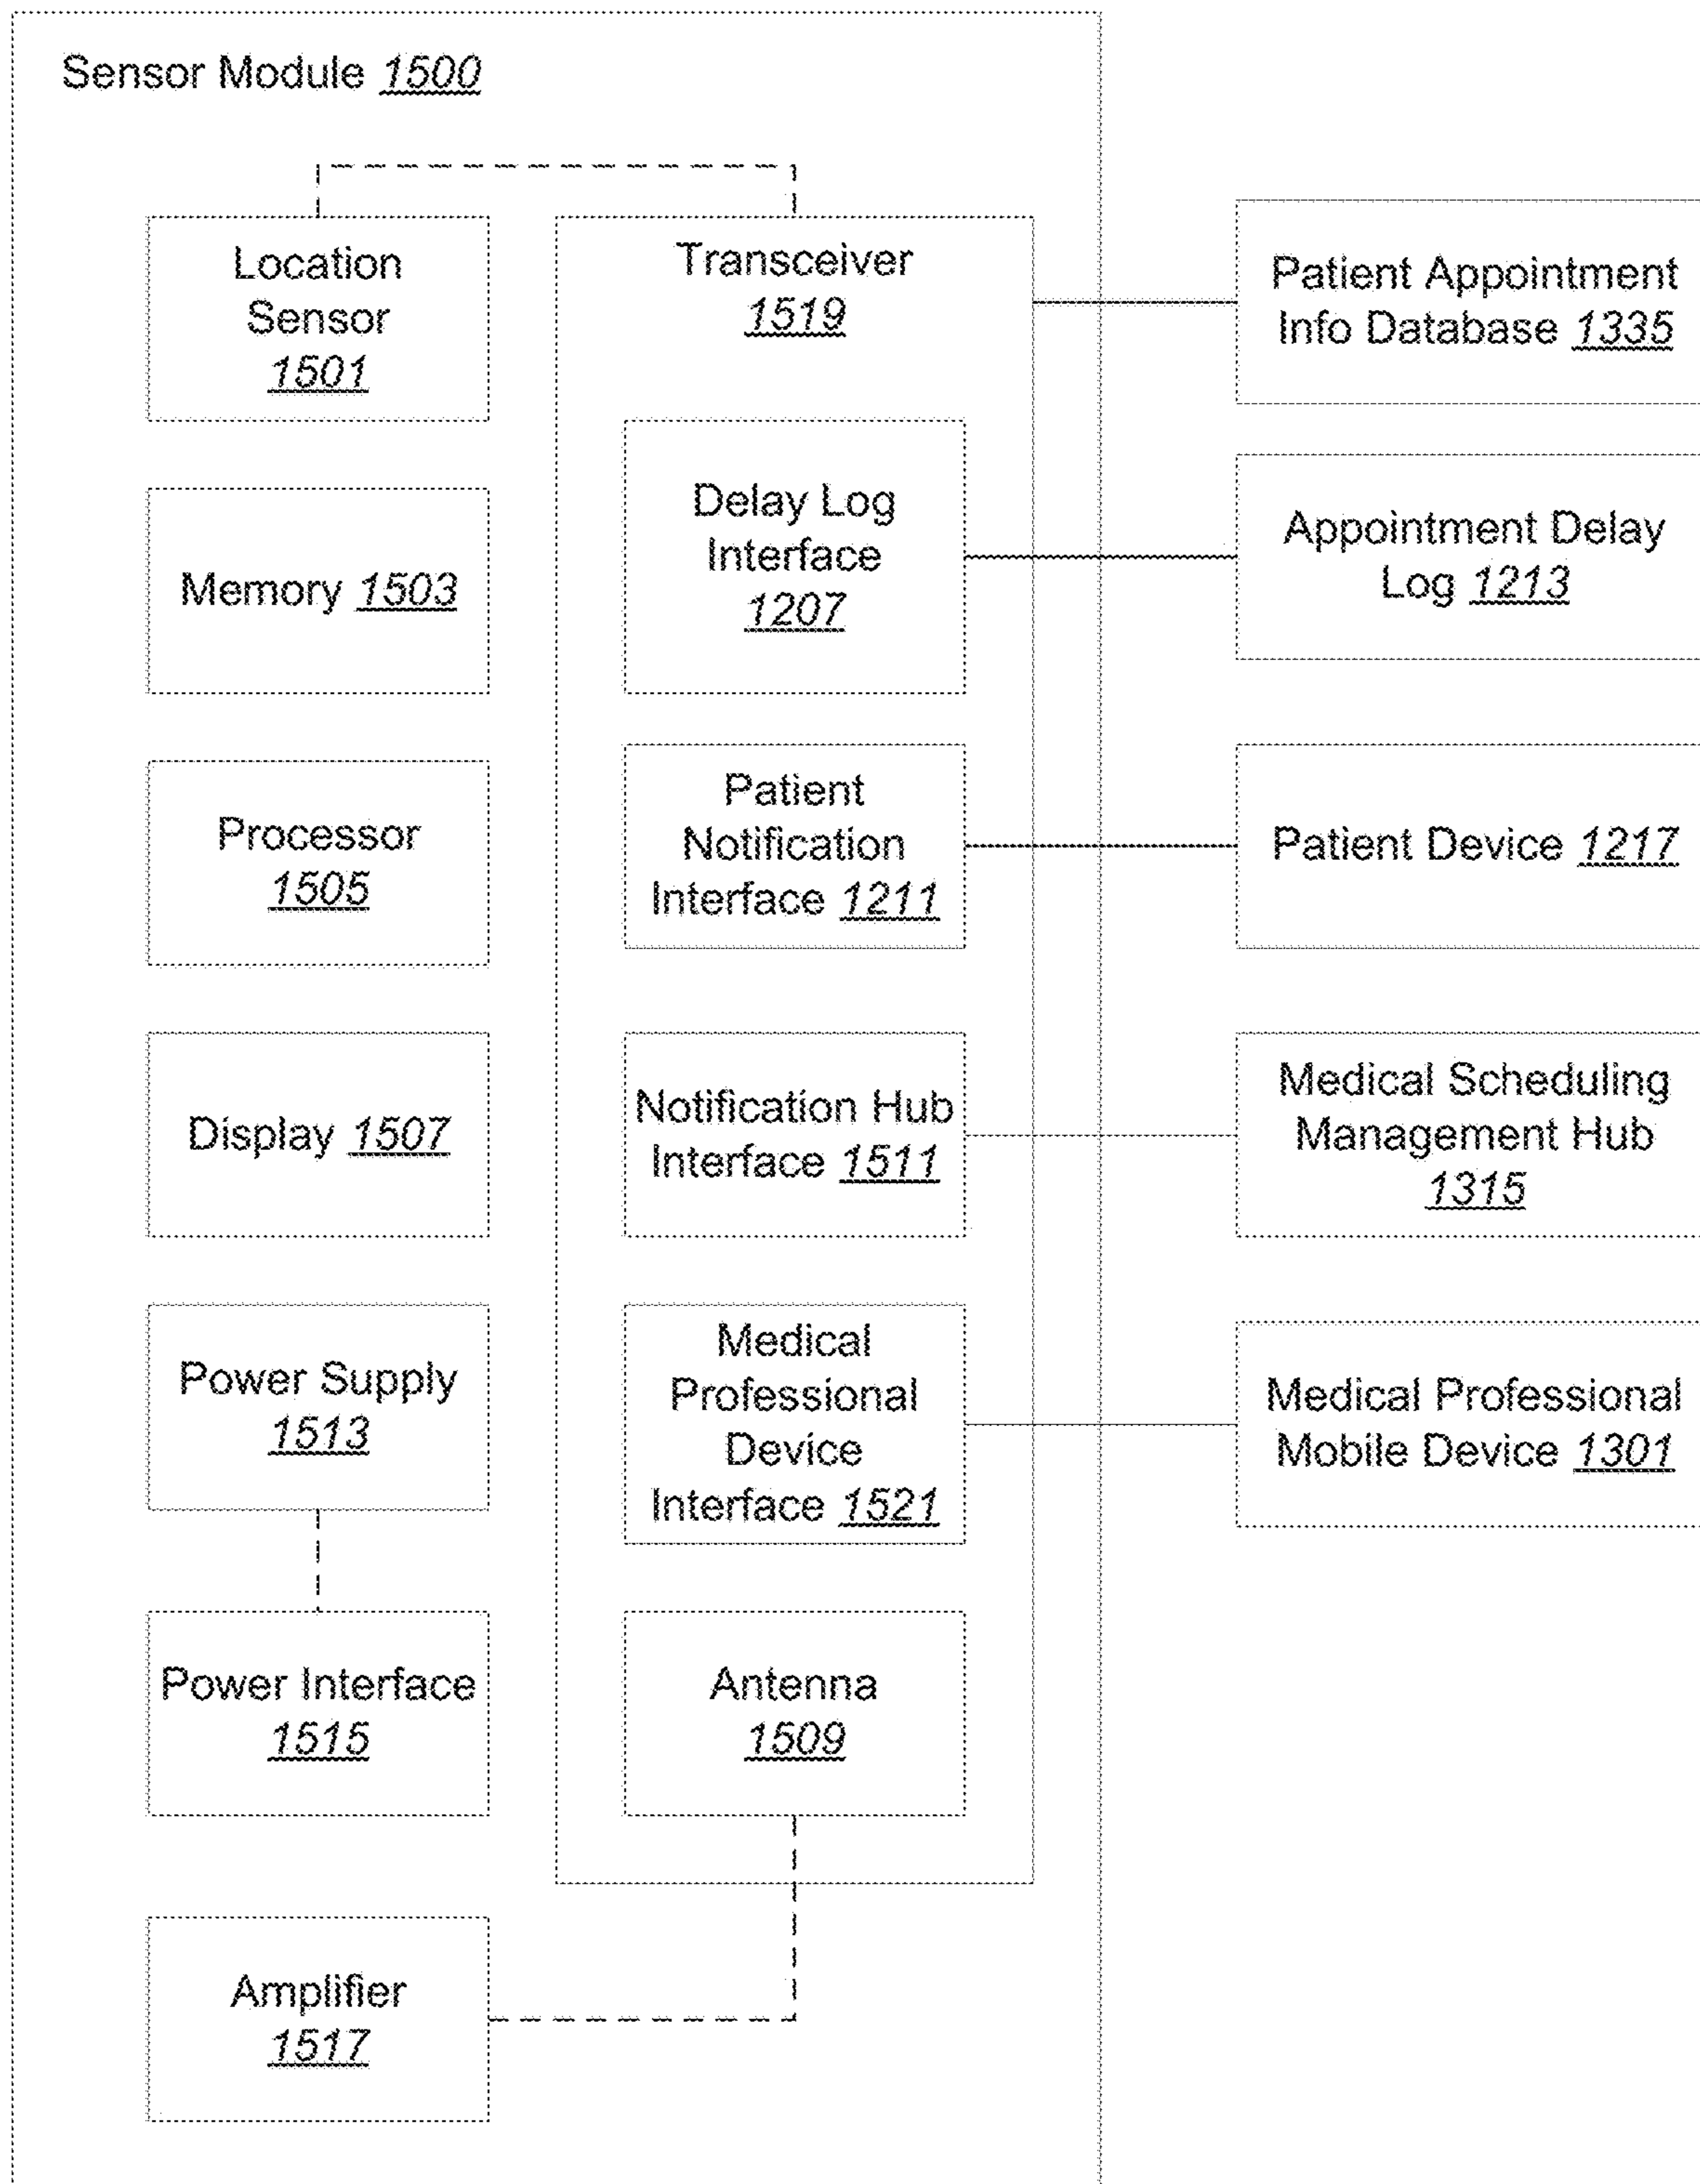 Sensor Module 1500
Location
Sensor
1501
Memory 1503
Processor
1505
Display 1507
Power Supply
1513
Power Interface
1515
Amplifier
1517
Transceiver
1519
Delay Log
Interface
1207
Patient
Notification
Interface 1211
Notification Hub
Interface 1511
Medical
Professional
Device
Interface 1521
Antenna
1509
Patient Appointment
Info Database 1335
Appointment Delay
Log 1213
Patient Device 1217
Medical Scheduling
Management Hub
1315
Medical Professional
Mobile Device 1301